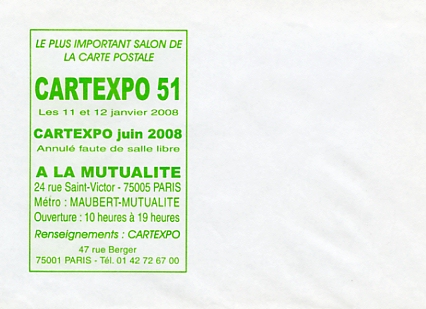 LE PLUS IMPORTANT SALON DE
LA CARTE POSTALE
CARTEXPO 51
Les 11 et 12 janvier 2008
CARTEXPO juin 2008
Annulé faute de salle libre
A LA MUTUALITE
24 rue Saint-Victor - 75005 PARIS
Métro : MAUBERT-MUTUALITE
Ouverture : 10 heures à 19 heures
Renseignements : CARTEXPO
47 rue Berger
75001 PARIS - Tél. 01 42 72 67 00